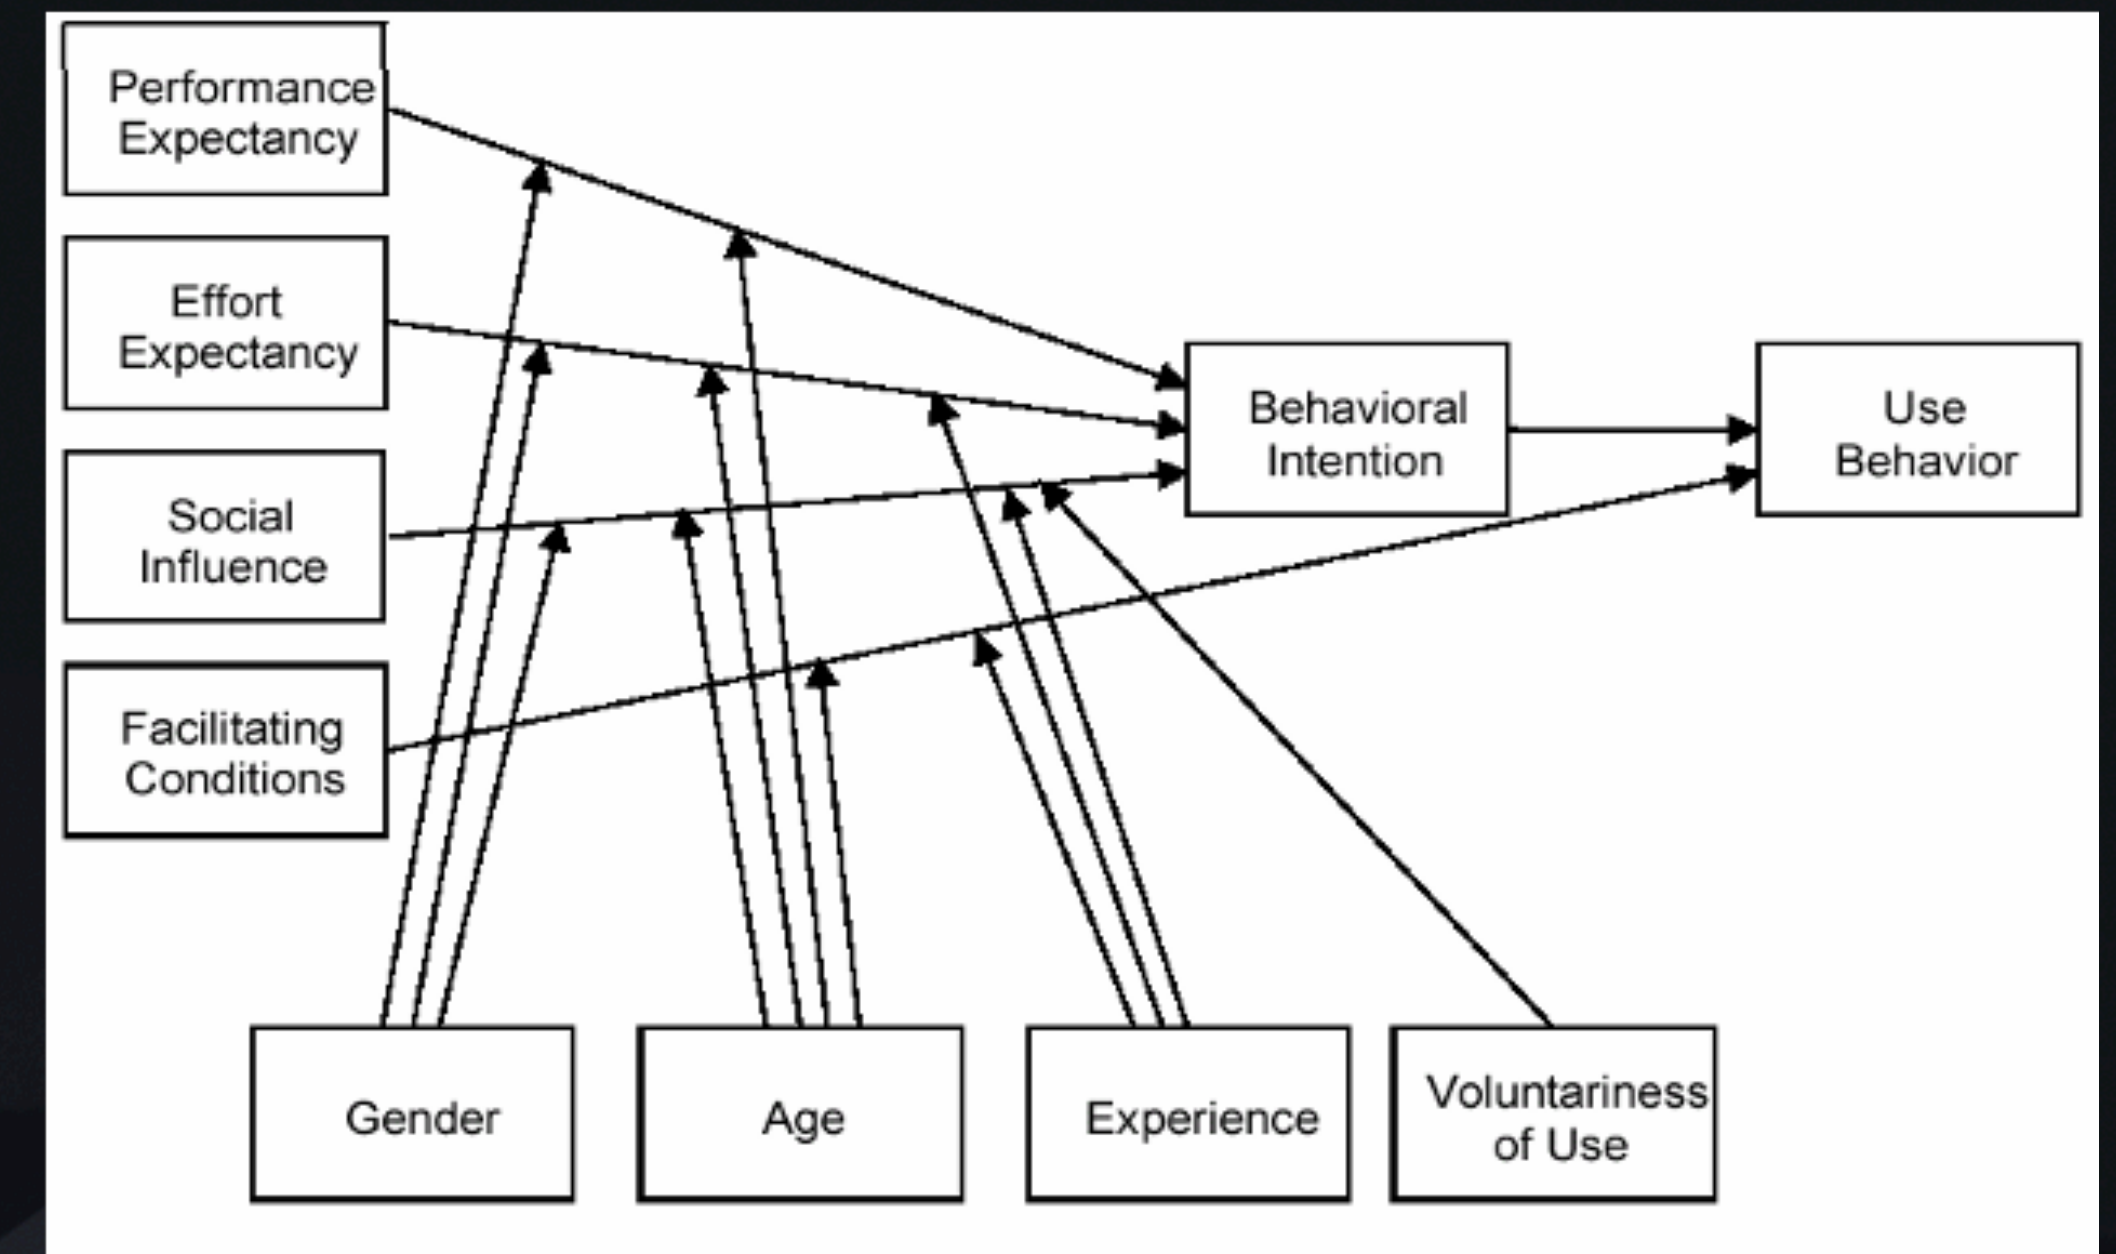 Performance
Expectancy
Effort
Expectancy
Social
Influence
Facilitating
Conditions
Behavioral
Intention
Use
Behavior
Gender
Age
Experience
Voluntariness
of Use